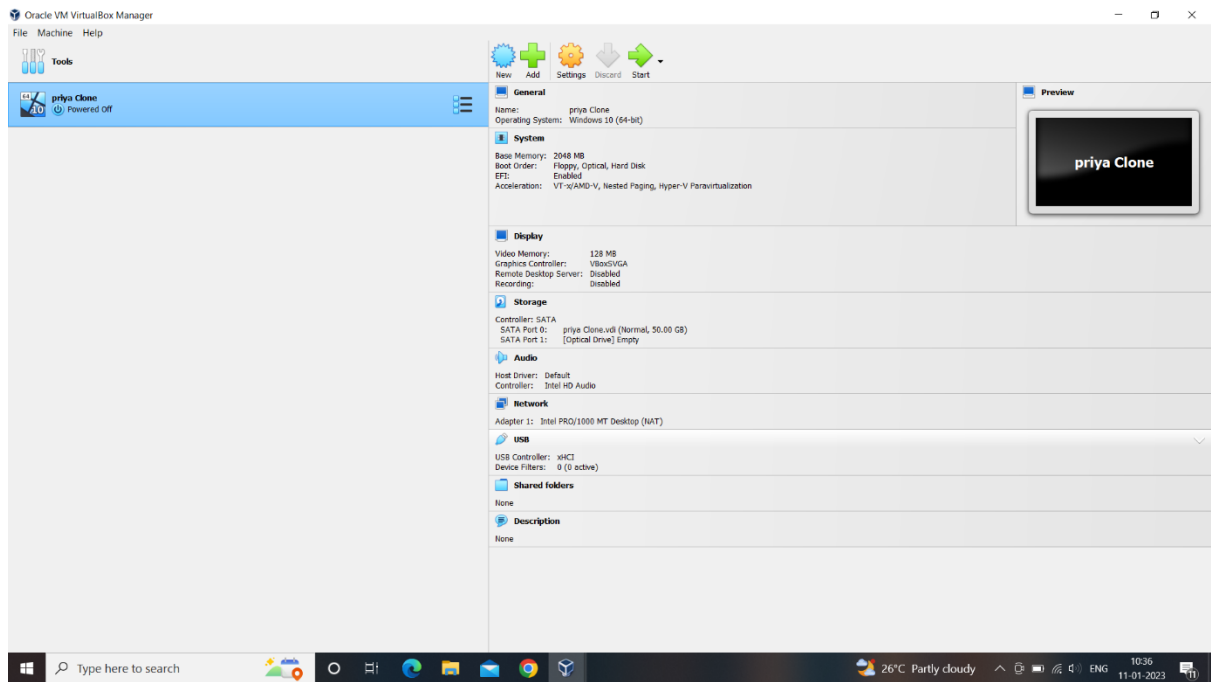 Oracle VM VirtualBox Manager
File Machine Help
Tools
New Add Settings Discard Start
64
10
priya Clone
Powered Off
General
Name: priya Clone
Operating System: Windows 10 (64-bit)
Preview
priya Clone
System
Base Memory: 2048 MB
Boot Order: Floppy, Optical, Hard Disk
EFI: Enabled
Acceleration: VT-x/AMD-V, Nested Paging, Hyper-V Paravirtualization
Display
Video Memory: 128 MB
Graphics Controller: VBoxSVGA
Remote Desktop Server: Disabled
Recording: Disabled
Storage
Controller: SATA
SATA Port 0: priya Clone.vdi (Normal, 50.00 GB)
SATA Port 1: [Optical Drive] Empty
Audio
Host Driver: Default
Controller: Intel HD Audio
Network
Adapter 1: Intel PRO/1000 MT Desktop (NAT)
USB
USB Controller: xHCI
Device Filters: 0 (0 active)
Shared folders
None
Description
None
Type here to search
26°C Partly cloudy
ENG
10:36
11-01-2023
11